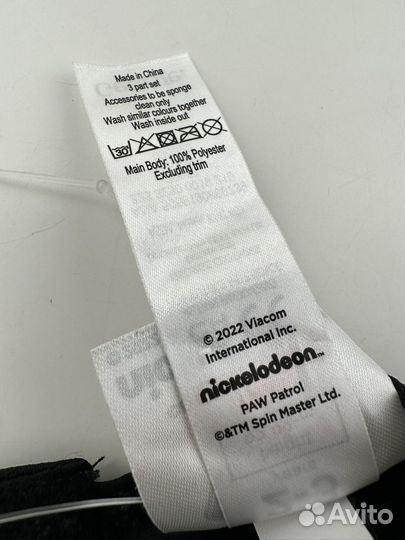 Made in China
3 part set
Accessories to be sponge
clean only
Wash similar colours together
Wash inside out
30
Main Body: 100% Polyester
Excluding trim
© 2022 Viacom
International Inc.
nickelodeon™
PAW Patrol
©&TM Spin Master Ltd.
Avito